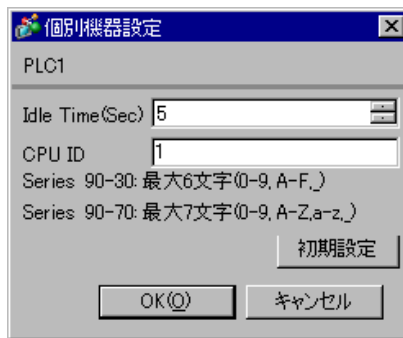 個別機器設定
PLC1
Idle Time(Sec) 5
CPU ID 1
Series 90-30: 最大6文字(0-9, A-F,_)
Series 90-70: 最大7文字(0-9, A-Z,a-z,_)
初期設定
OK(O) キャンセル